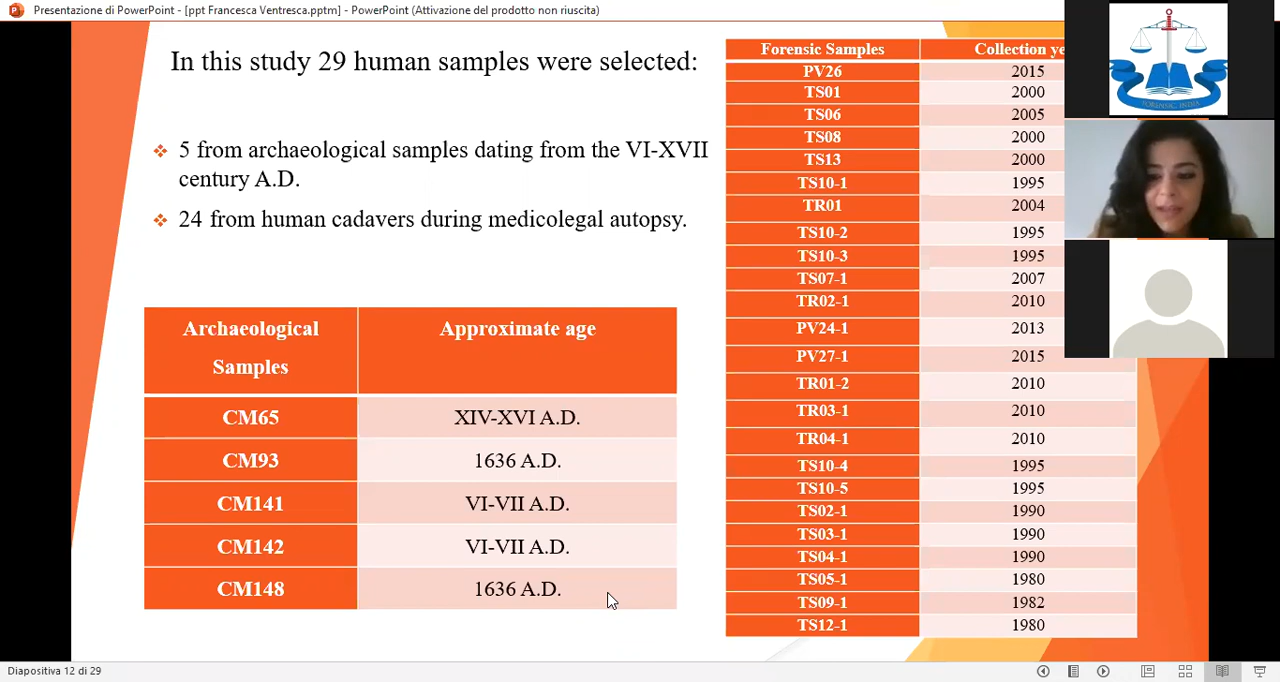 Presentazione di PowerPoint - [ppt Francesca Ventresca.pptm] - PowerPoint (Attivazione del prodotto non riuscita)
In this study 29 human samples were selected:
❖ 5 from archaeological samples dating from the VI-XVII
century A.D.
❖ 24 from human cadavers during medicolegal autopsy.
Archaeological
Samples
Approximate age
CM65 XIV-XVI A.D.
CM93 1636 A.D.
CM141 VI-VII A.D.
CM142 VI-VII A.D.
CM148 1636 A.D.
Forensic Samples Collection
PV26 2015
TS01 2000
TS06 2005
TS08 2000
TS13 2000
TS10-1 1995
TR01 2004
TS10-2 1995
TS10-3 1995
TS07-1 2007
TR02-1 2010
PV24-1 2013
PV27-1 2015
TR01-2 2010
TR03-1 2010
TR04-1 2010
TS10-4 1995
TS10-5 1995
TS02-1 1990
TS03-1 1990
TS04-1 1990
TS05-1 1980
TS09-1 1982
TS12-1 1980
Diapositiva 12 di 29